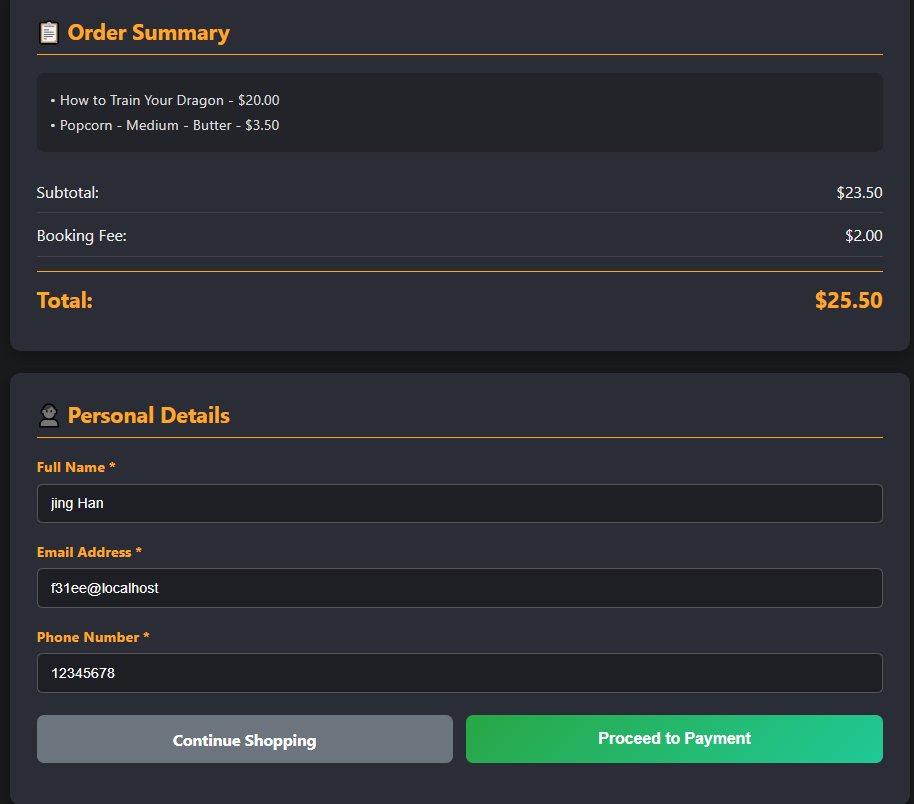 Order Summary
• How to Train Your Dragon - $20.00
• Popcorn - Medium - Butter - $3.50
Subtotal: $23.50
Booking Fee: $2.00
Total: $25.50
Personal Details
Full Name *
jing Han
Email Address *
f31ee@localhost
Phone Number *
12345678
Continue Shopping Proceed to Payment